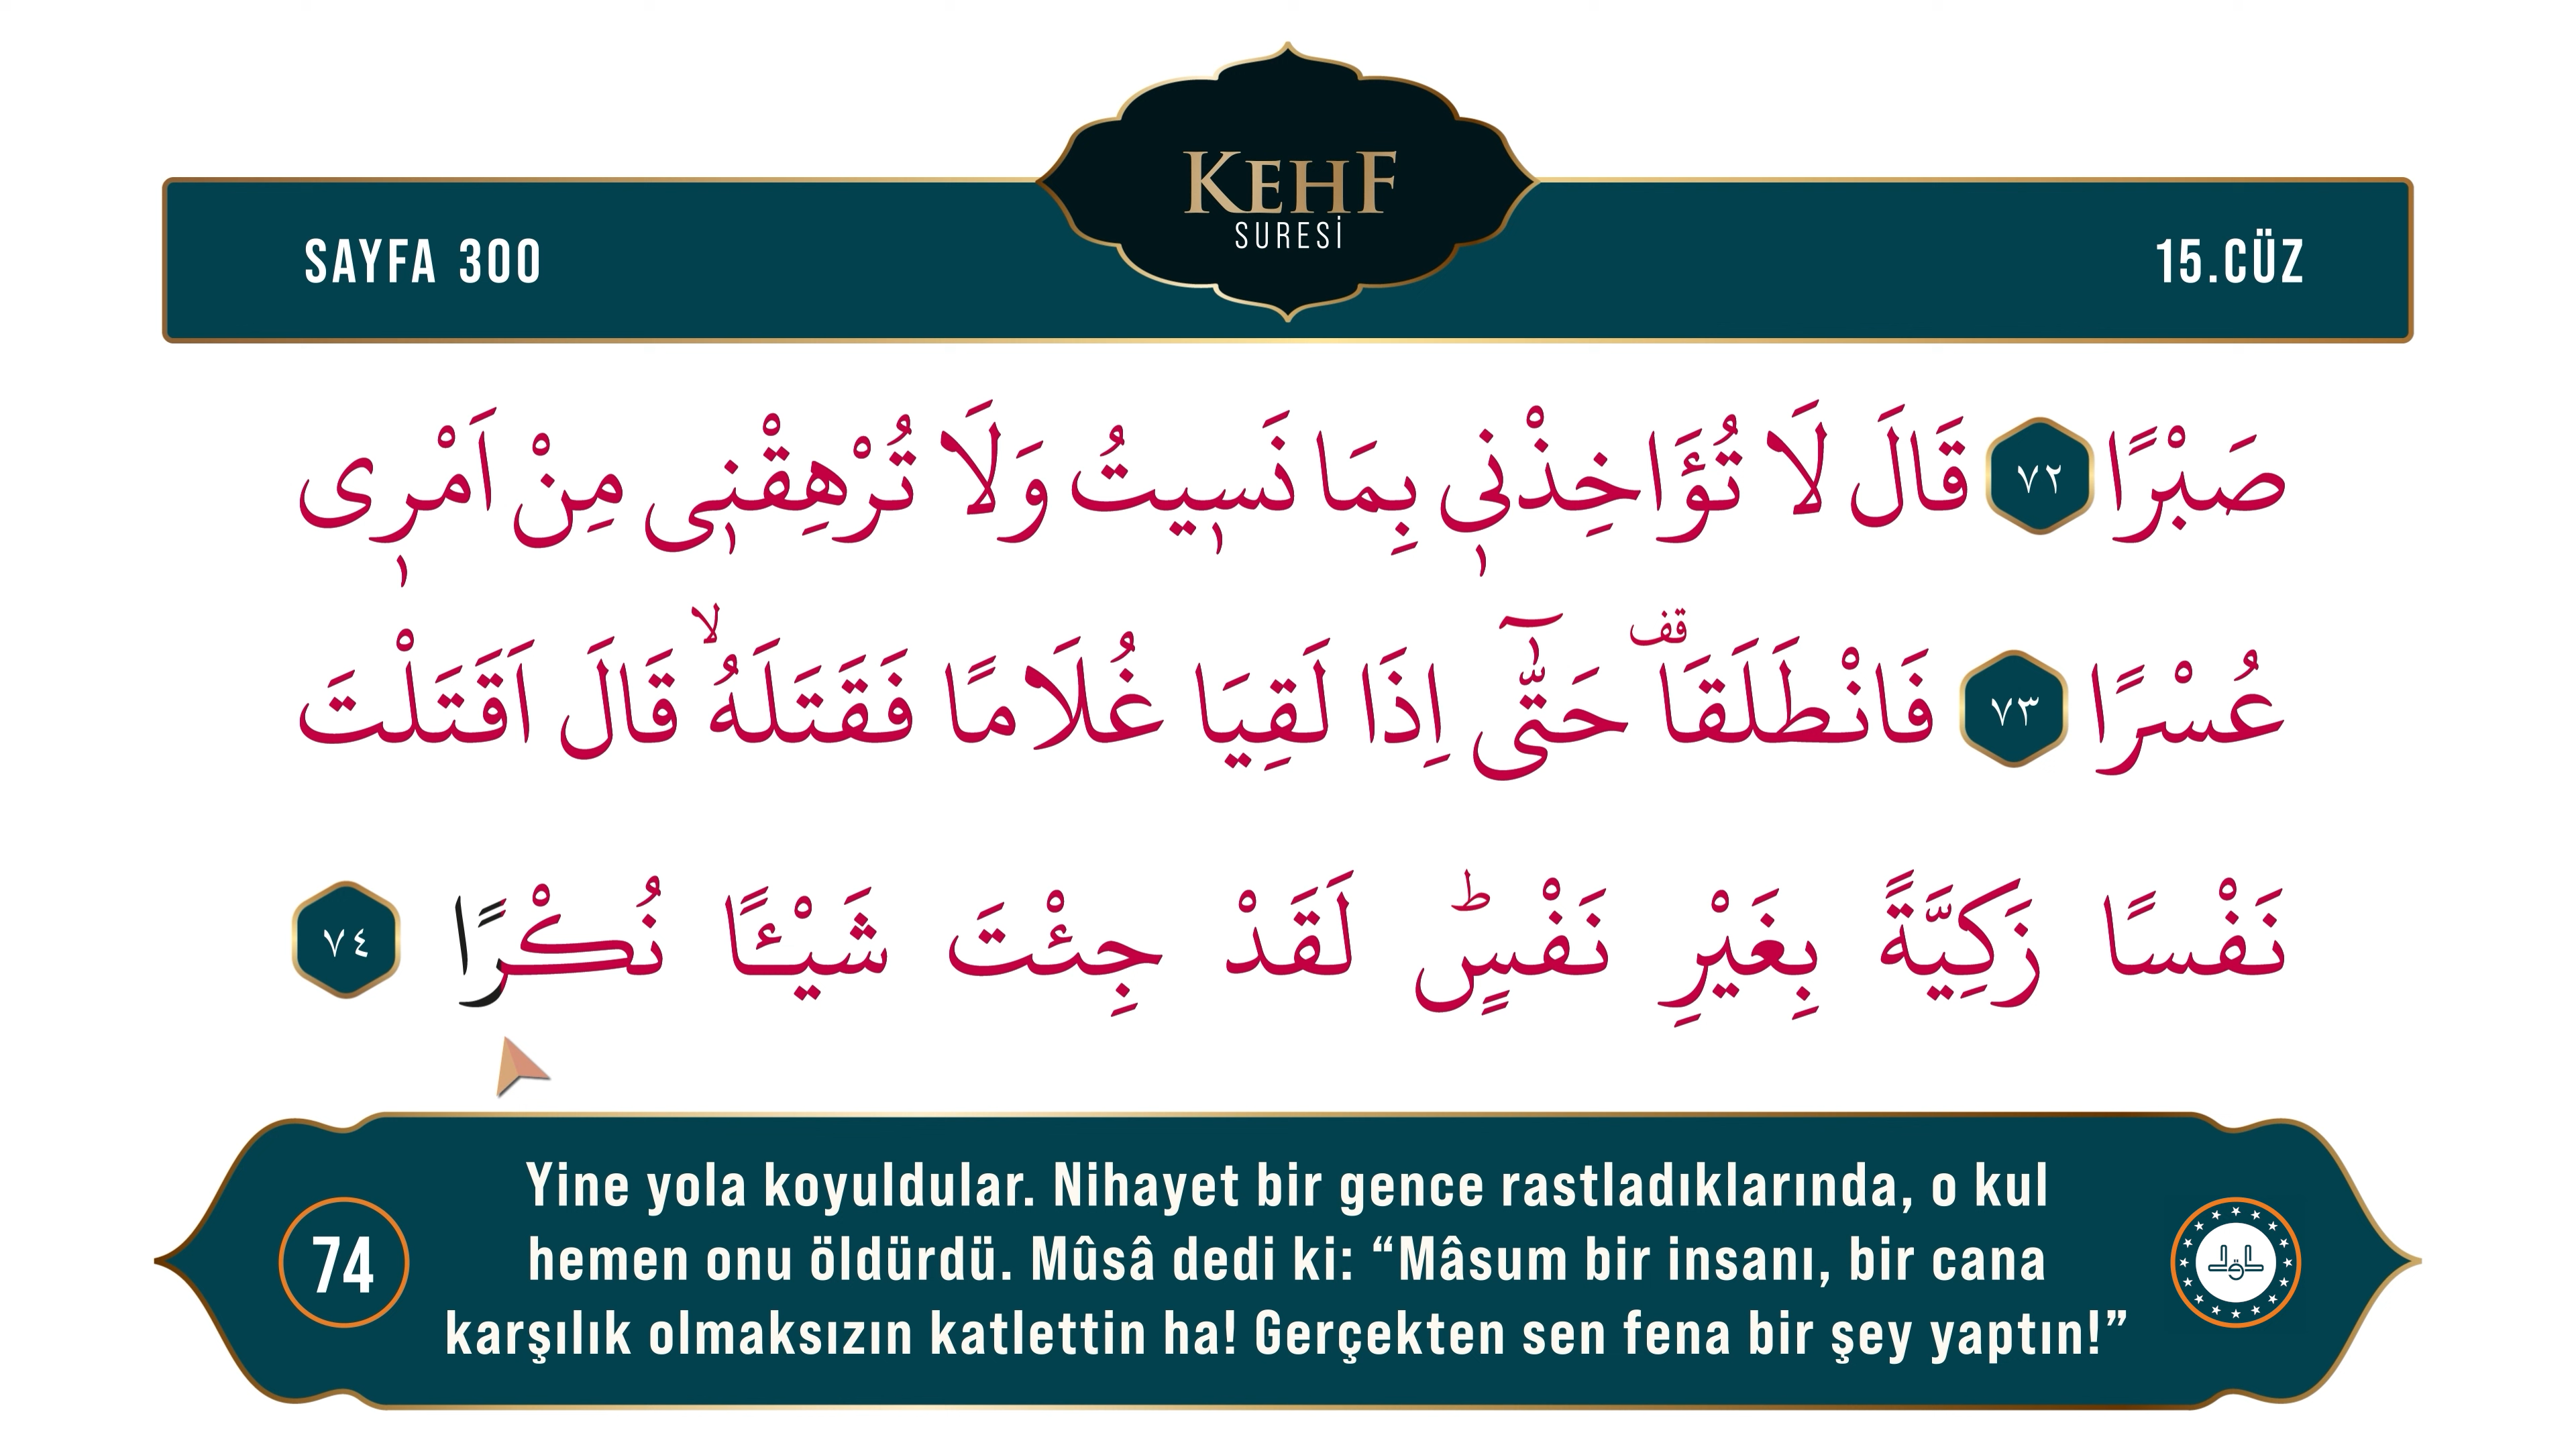 KEHF
SURESİ
SAYFA 300
15.CÜZ
صَبْرًا ٧٢ قَالَ لَا تُؤَاخِذْنٖى بِمَا نَسٖيتُ وَلَا تُرْهِقْنٖى مِنْ اَمْرٖى
عُسْرًا ٧٣ فَانْطَلَقَاࣞ حَتّٰٓى اِذَا لَقِيَا غُلَامًا فَقَتَلَهُۙ قَالَ اَقَتَلْتَ
نَفْسًا زَكِيَّةً بِغَيْرِ نَفْسٍؕ لَقَدْ جِئْتَ شَيْـًٔا نُكْرًا ٧٤
74
Yine yola koyuldular. Nihayet bir gence rastladıklarında, o kul
hemen onu öldürdü. Mûsâ dedi ki: “Mâsum bir insanı, bir cana
karşılık olmaksızın katlettin ha! Gerçekten sen fena bir şey yaptın!”